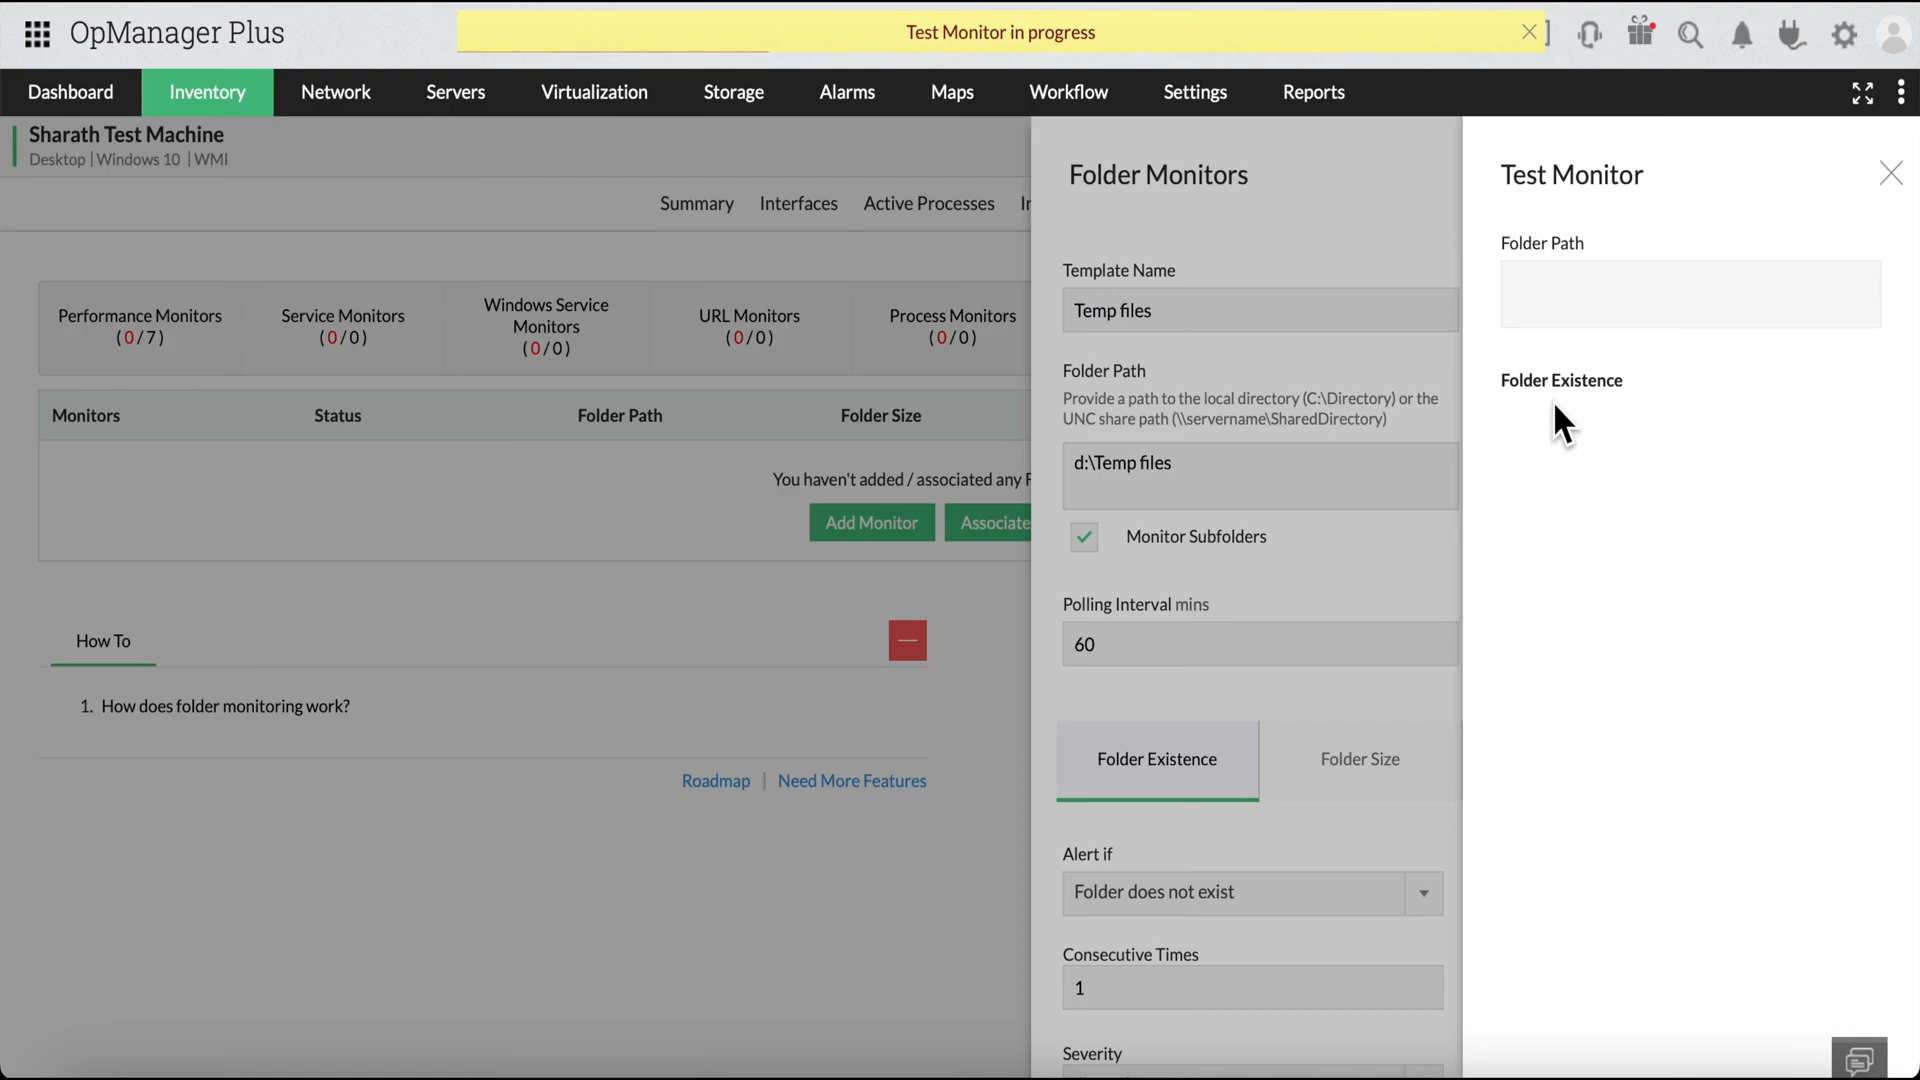 OpManager Plus
Test Monitor in progress
Dashboard
Inventory
Network
Servers
Virtualization
Storage
Alarms
Maps
Workflow
Settings
Reports
Sharath Test Machine
Desktop | Windows 10 | WMI
Summary
Interfaces
Active Processes
Performance Monitors
(0/7)
Service Monitors
(0/0)
Windows Service
Monitors
(0/0)
URL Monitors
(0/0)
Process Monitors
(0/0)
Monitors
Status
Folder Path
Folder Size
You haven't added / associated any F
Add Monitor
Associate
How To
1. How does folder monitoring work?
Roadmap | Need More Features
Folder Monitors
Template Name
Temp files
Folder Path
Provide a path to the local directory (C:\Directory) or the
UNC share path (\\servername\SharedDirectory)
d:\Temp files
Monitor Subfolders
Polling Interval mins
60
Folder Existence
Folder Size
Alert if
Folder does not exist
Consecutive Times
1
Severity
Test Monitor
Folder Path
Folder Existence